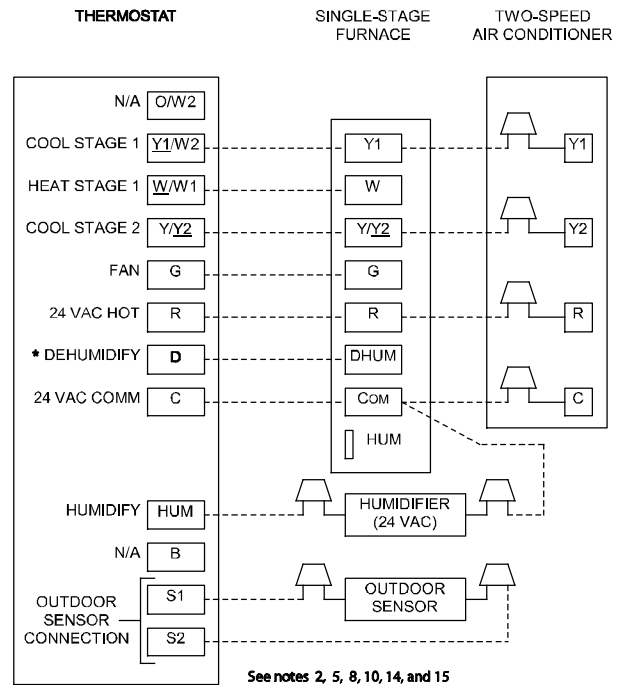 THERMOSTAT
SINGLE-STAGE
FURNACE
TWO-SPEED
AIR CONDITIONER
N/A O/W2
COOL STAGE 1 Y1/W2 Y1 Y1
HEAT STAGE 1 W/W1 W
COOL STAGE 2 Y/Y2 Y/Y2 Y2
FAN G G
24 VAC HOT R R R
* DEHUMIDIFY D DHUM
24 VAC COMM C COM C
HUM
HUMIDIFY HUM
HUMIDIFIER
(24 VAC)
N/A B
OUTDOOR
SENSOR
CONNECTION
S1
S2
OUTDOOR
SENSOR
See notes 2, 5, 8, 10, 14, and 15